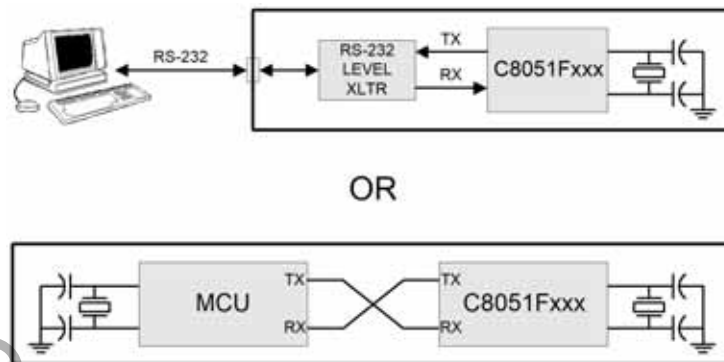 RS-232
RS-232
LEVEL
XLTR
TX
RX
C8051Fxxx
OR
MCU
TX
RX
TX
RX
C8051Fxxx